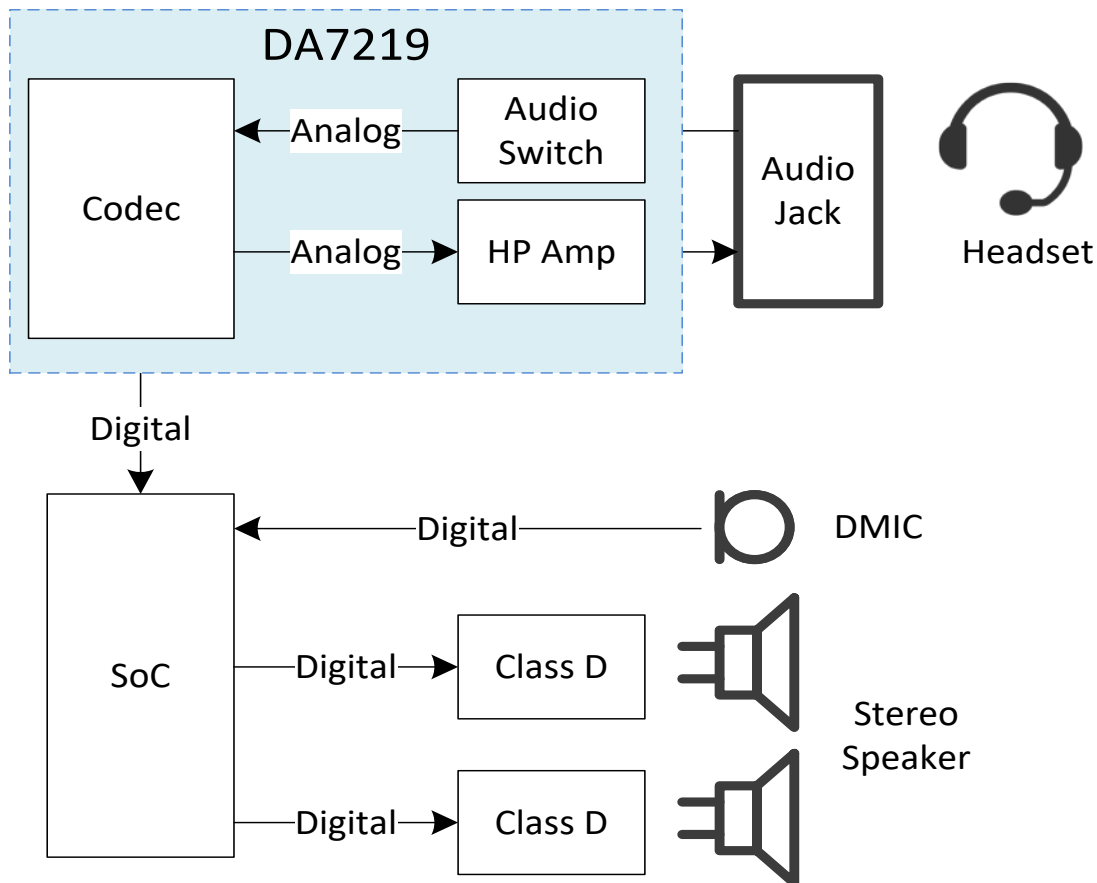 DA7219
Analog
Audio
Switch
Codec
Audio
Jack
Analog
HP Amp
Headset
Digital
Digital
DMIC
SoC
Digital
Class D
Stereo
Speaker
Digital
Class D